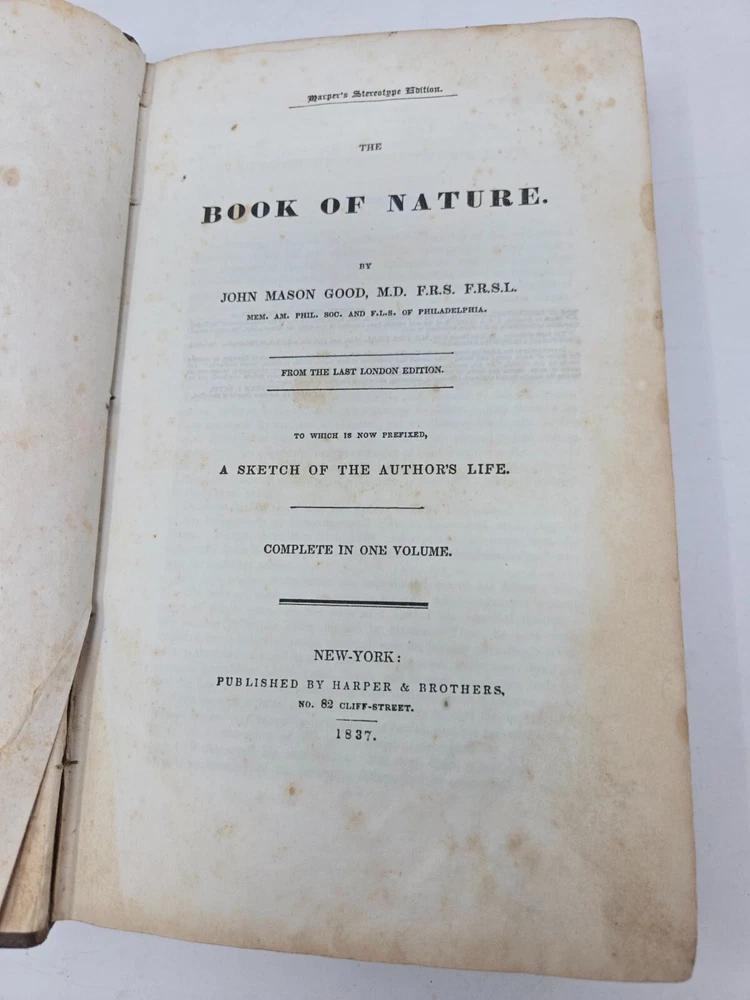 Harper's Stereotype Edition.
THE
BOOK OF NATURE.
BY
JOHN MASON GOOD, M.D. F.R.S. F.R.S.L.
MEM. AM. PHIL. SOC. AND F.L.S. OF PHILADELPHIA.
FROM THE LAST LONDON EDITION.
TO WHICH IS NOW PREFIXED,
A SKETCH OF THE AUTHOR'S LIFE.
COMPLETE IN ONE VOLUME.
NEW-YORK:
PUBLISHED BY HARPER & BROTHERS,
NO. 82 CLIFF-STREET.
1837.